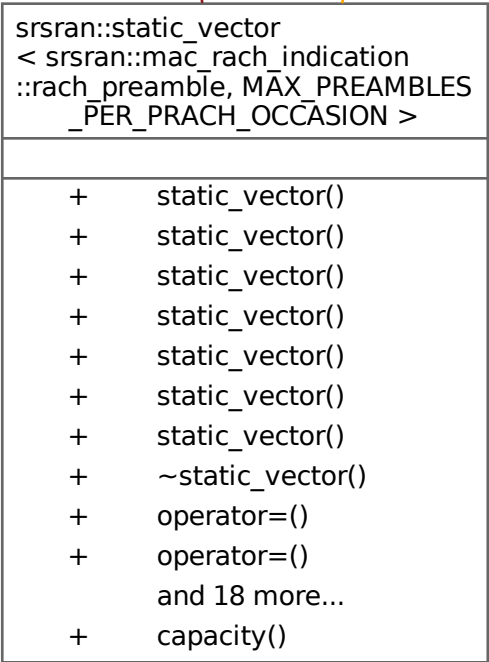 srsran::static_vector
< srsran::mac_rach_indication
::rach_preamble, MAX_PREAMBLES
_PER_PRACH_OCCASION >
+ static_vector()
+ static_vector()
+ static_vector()
+ static_vector()
+ static_vector()
+ static_vector()
+ static_vector()
+ ~static_vector()
+ operator=()
+ operator=()
and 18 more...
+ capacity()